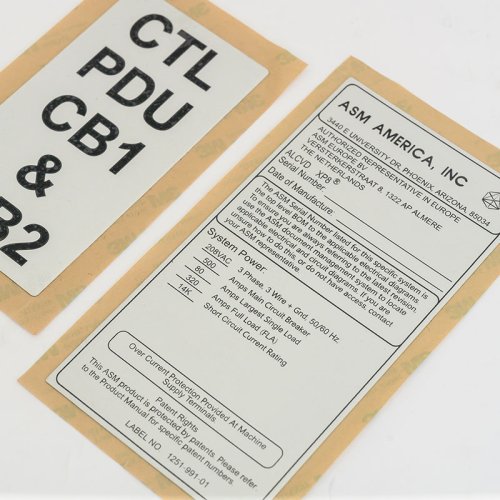 CTL
PDU
CB1
&
B2
ASM AMERICA, INC
3440 E UNIVERSITY DR, PHOENIX, ARIZONA, 85034
AUTHORIZED REPRESENTATIVE IN EUROPE
ASM EUROPE BV
VERSTERKERSTRAAT 8, 1322 AP ALMERE
THE NETHERLANDS
ALCVD XP8 ®
Serial Number:
Date of Manufacture:
The ASM Serial Number listed for this specific system is
the top level BOM to the applicable electrical diagrams.
To ensure you are always referring to the latest revision,
use the ASM document management system to locate
applicable electrical and circuit diagrams. If you are
unsure how to do this, or do not have access, contact
your ASM representative.
System Power
208VAC 3 Phase, 3 Wire + Gnd, 50/60 Hz.
500 Amps Main Circuit Breaker
80 Amps Largest Single Load
320 Amps Full Load (FLA)
14K Short Circuit Current Rating
Over Current Protection Provided At Machine
Supply Terminals
Patent Rights
This ASM product is protected by patents. Please refer
to the Product Manual for specific patent numbers.
LABEL NO 1251-991-01